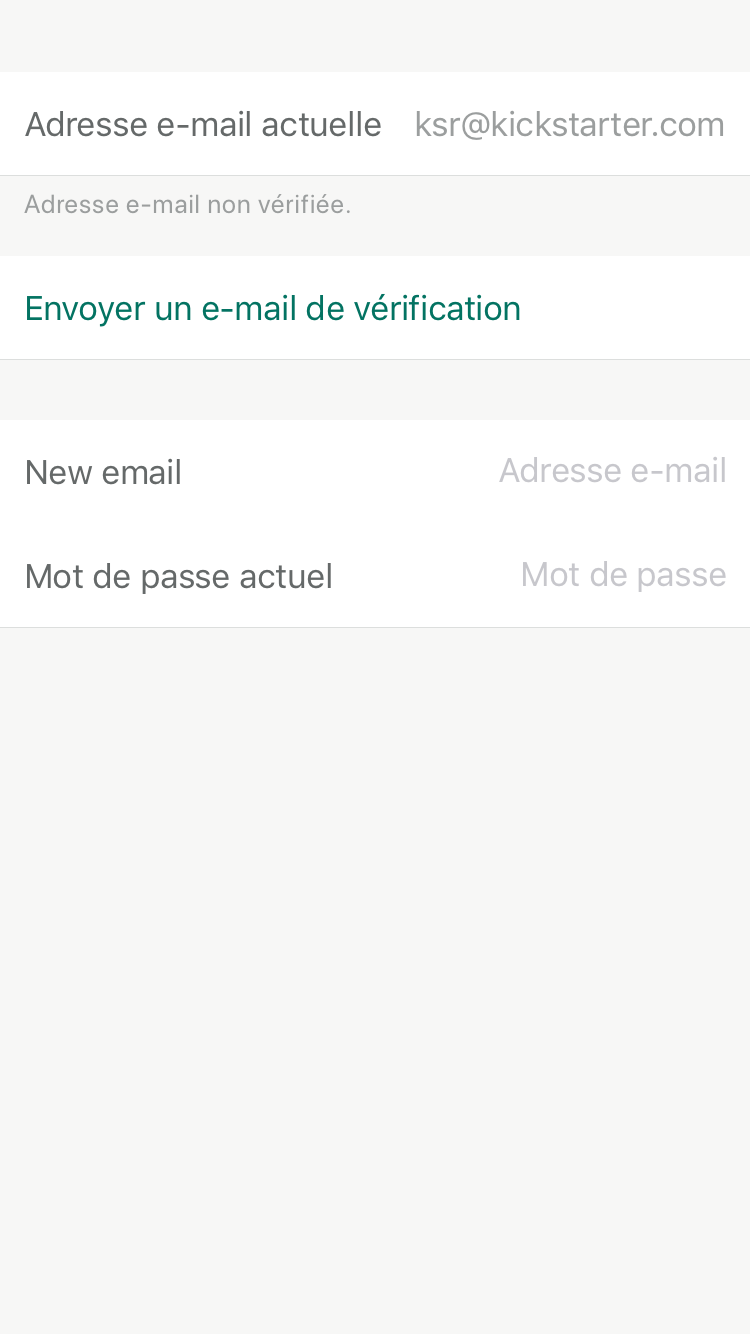 Adresse e-mail actuelle ksr@kickstarter.com
Adresse e-mail non vérifiée.
Envoyer un e-mail de vérification
New email Adresse e-mail
Mot de passe actuel Mot de passe